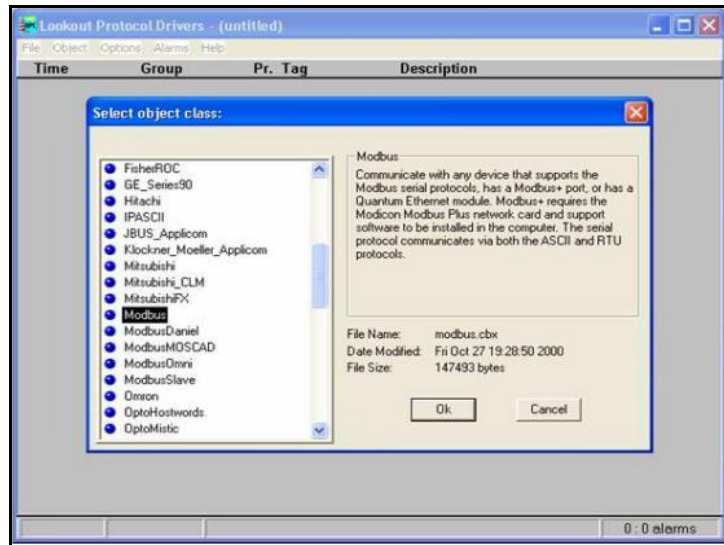 Lookout Protocol Drivers - (untitled)
File Object Options Alarms Help
Time Group Pr. Tag Description
Select object class:
FisherROC
GE_Series90
Hitachi
IPASCII
JBUS_Applicom
Klockner_Moeller_Applicom
Mitsubishi
Mitsubishi_CLM
MitsubishiFX
Modbus
ModbusDaniel
ModbusMOSCAD
ModbusOmni
ModbusSlave
Omron
OptoHostwords
OptoMistic
Modbus
Communicate with any device that supports the
Modbus serial protocols, has a Modbus+ port, or has a
Quantum Ethernet module. Modbus+ requires the
Modicon Modbus Plus network card and support
software to be installed in the computer. The serial
protocol communicates via both the ASCII and RTU
protocols.
File Name: modbus.cbx
Date Modified: Fri Oct 27 19:28:50 2000
File Size: 147493 bytes
Ok Cancel
0 : 0 alarms